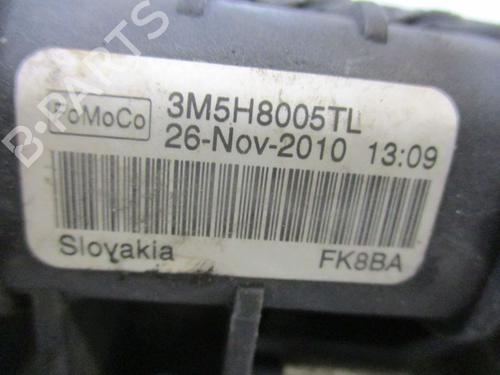 B-PARTS
FoMoCo
3M5H8005TL
26-Nov-2010 13:09
Slovakia
FK8BA